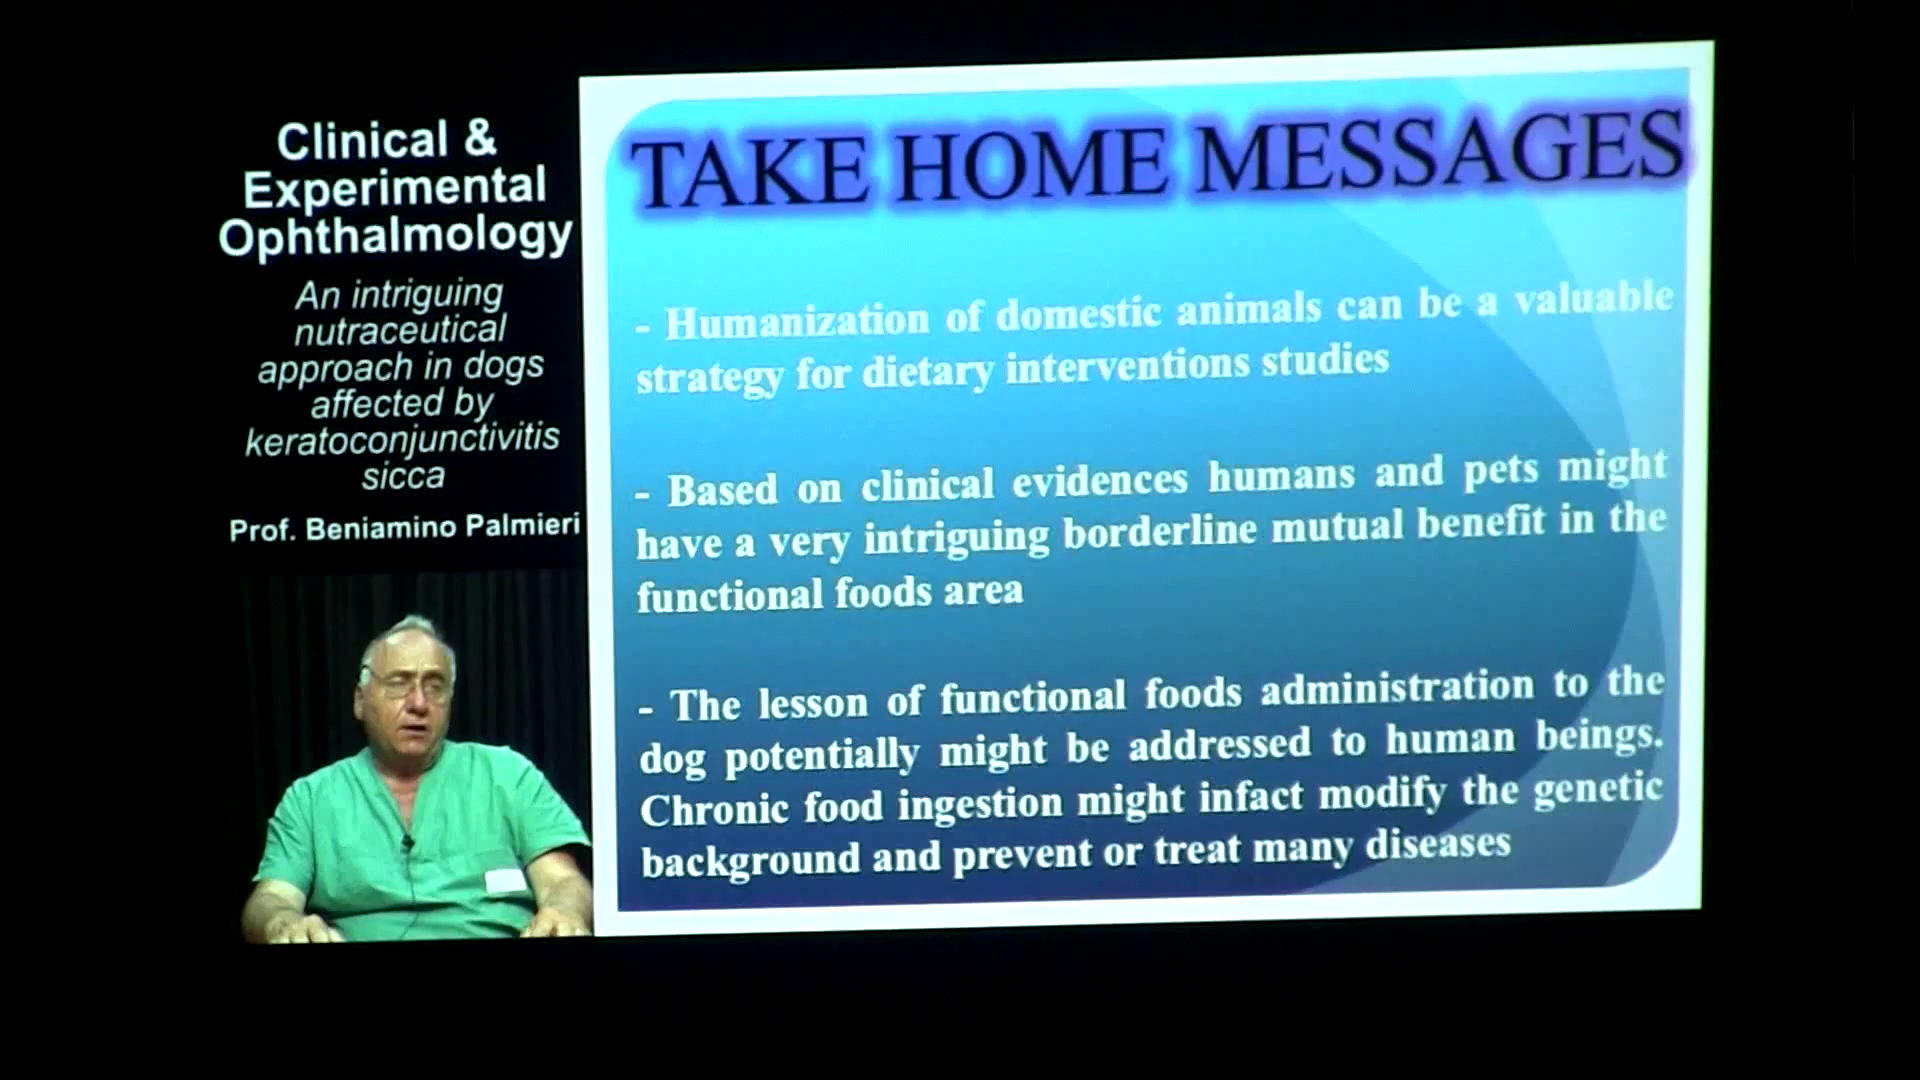 Clinical &
Experimental
Ophthalmology
An intriguing
nutraceutical
approach in dogs
affected by
keratoconjunctivitis
sicca
Prof. Beniamino Palmieri
TAKE HOME MESSAGES
- Humanization of domestic animals can be a valuable
strategy for dietary interventions studies
- Based on clinical evidences humans and pets might
have a very intriguing borderline mutual benefit in the
functional foods area
- The lesson of functional foods administration to the
dog potentially might be addressed to human beings.
Chronic food ingestion might infact modify the genetic
background and prevent or treat many diseases